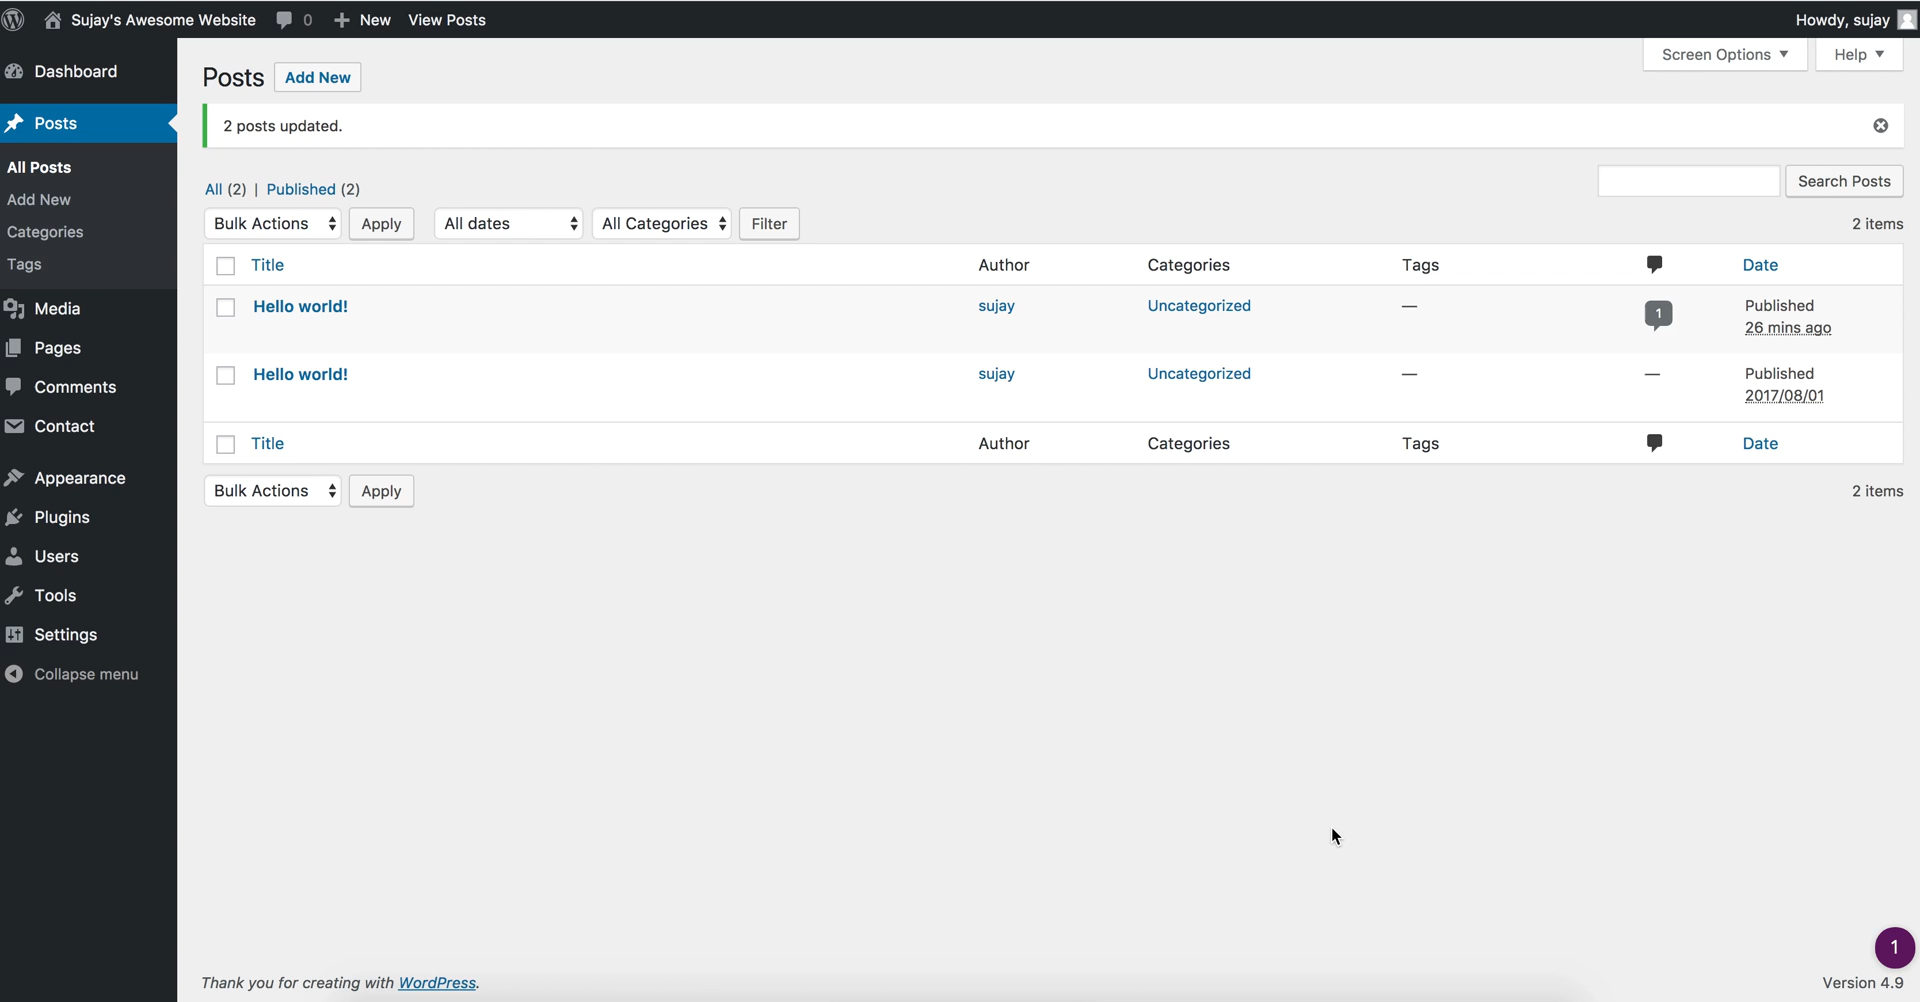 Sujay's Awesome Website 0 New View Posts Howdy, sujay
Screen Options Help
Dashboard
Posts
All Posts
Add New
Categories
Tags
Media
Pages
Comments
Contact
Appearance
Plugins
Users
Tools
Settings
Collapse menu
Posts Add New
2 posts updated.
All (2) | Published (2)
Search Posts
Bulk Actions Apply All dates All Categories Filter 2 items
Title Author Categories Tags Date
Hello world! sujay Uncategorized — 1 Published
26 mins ago
Hello world! sujay Uncategorized — — Published
2017/08/01
Title Author Categories Tags Date
Bulk Actions Apply 2 items
1
Thank you for creating with WordPress. Version 4.9